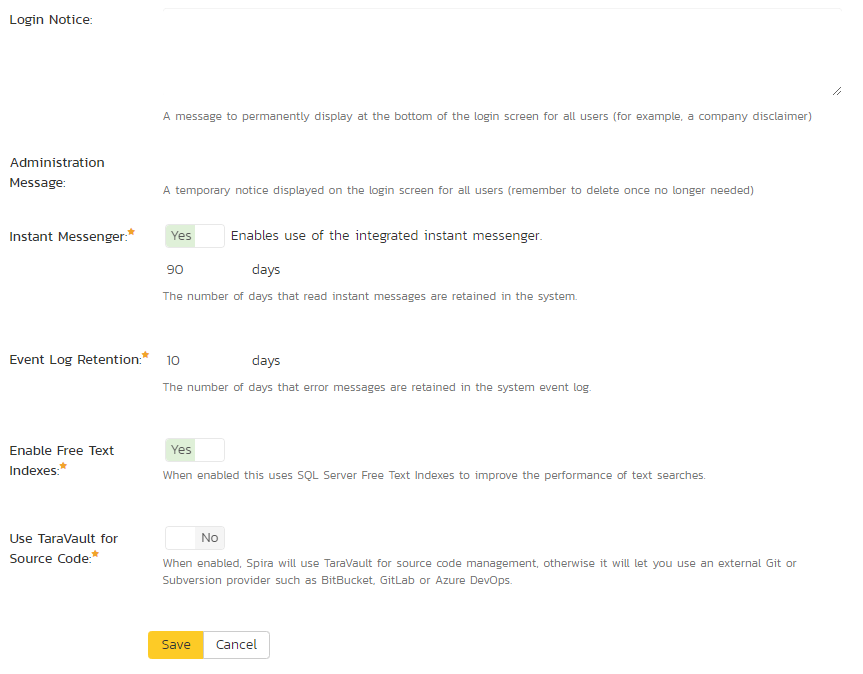 Login Notice:
A message to permanently display at the bottom of the login screen for all users (for example, a company disclaimer)
Administration
Message:
A temporary notice displayed on the login screen for all users (remember to delete once no longer needed)
Instant Messenger:* Yes Enables use of the integrated instant messenger.
90 days
The number of days that read instant messages are retained in the system.
Event Log Retention:* 10 days
The number of days that error messages are retained in the system event log.
Enable Free Text
Indexes:*
Yes
When enabled this uses SQL Server Free Text Indexes to improve the performance of text searches.
Use TaraVault for
Source Code:*
No
When enabled, Spira will use TaraVault for source code management, otherwise it will let you use an external Git or
Subversion provider such as BitBucket, GitLab or Azure DevOps.
Save Cancel